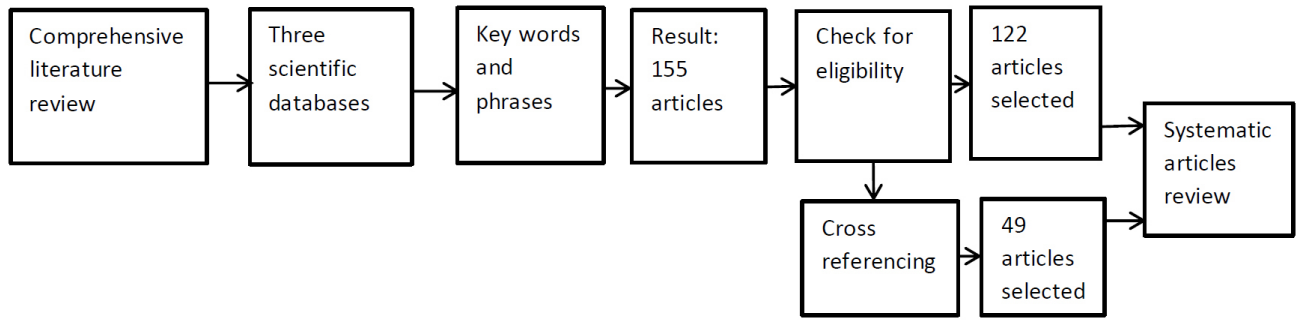 Comprehensive
literature
review
Three
scientific
databases
Key words
and
phrases
Result:
155
articles
Check for
eligibility
122
articles
selected
Systematic
articles
review
Cross
referencing
49
articles
selected